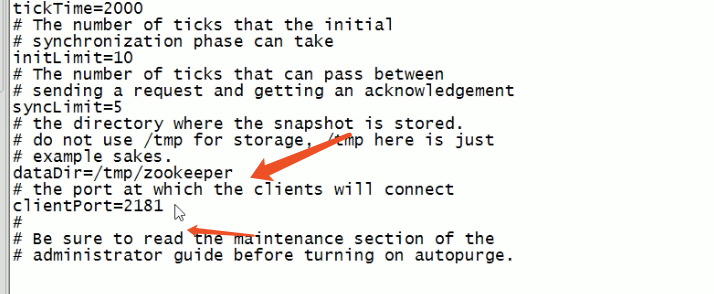 tickTime=2000
# The number of ticks that the initial
# synchronization phase can take
initLimit=10
# The number of ticks that can pass between
# sending a request and getting an acknowledgement
syncLimit=5
# the directory where the snapshot is stored.
# do not use /tmp for storage, /tmp here is just
# example sakes.
dataDir=/tmp/zookeeper
# the port at which the clients will connect
clientPort=2181
#
# Be sure to read the maintenance section of the
# administrator guide before turning on autopurge.